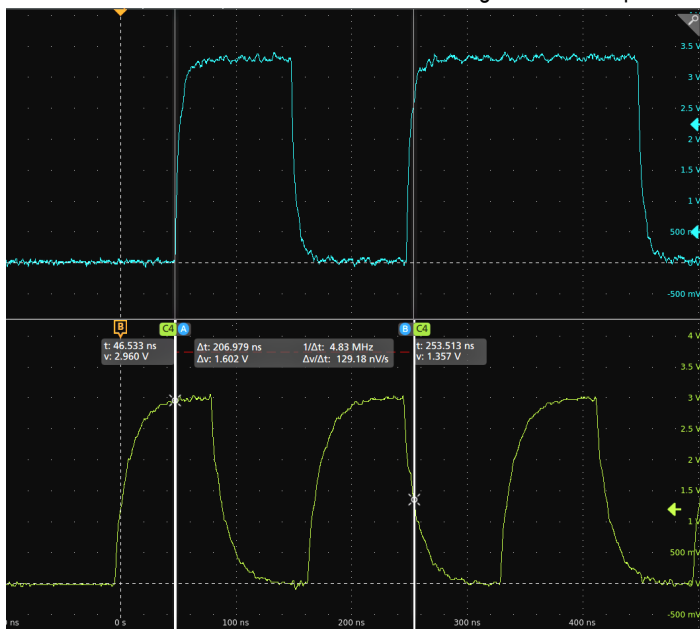 3.5 V
3 V
2.5 V
2 V
1.5 V
1 V
500 m
-500 mV
B
C4 A B C4
t: 46.533 ns Δt: 206.979 ns 1/Δt: 4.83 MHz t: 253.513 ns
v: 2.960 V Δv: 1.602 V Δv/Δt: 129.18 nV/s v: 1.357 V
4 V
3 V
2.5 V
2 V
1.5 V
1 V
500 mV
0 V
-500 mV
ns 0 s 100 ns 200 ns 300 ns 400 ns